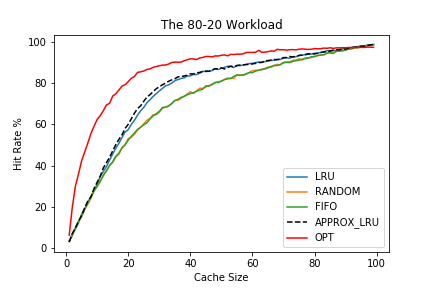 The 80-20 Workload
Hit Rate %
100
80
60
40
20
0
LRU
RANDOM
FIFO
APPROX_LRU
OPT
0 20 40 60 80 100
Cache Size